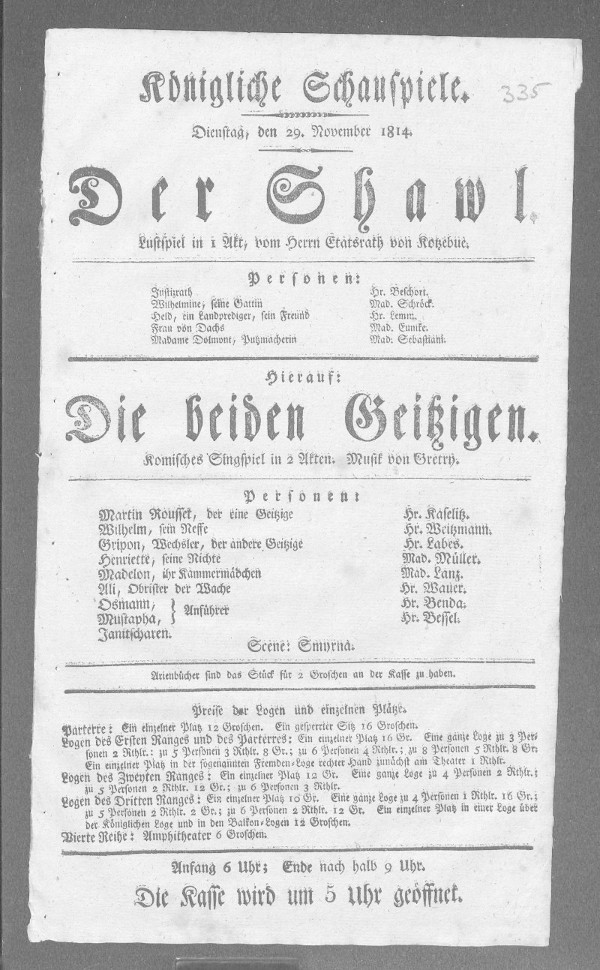 335
Königliche Schauspiele.
Dienstag, den 29. November 1814.
Der Shawl.
Lustspiel in 1 Akt, vom Herrn Etatsrath von Kotzebue.
Personen:
Justizrath Hr. Beschort.
Wilhelmine, seine Gattin Mad. Schröck.
Held, ein Landprediger, sein Freund Hr. Lemm.
Frau von Dachs Mad. Eunike.
Madame Dolmont, Putzmacherin Mad. Sebastiani.
Hierauf:
Die beiden Geitzigen.
Komisches Singspiel in 2 Akten. Musik von Gretry.
Personen:
Martin Roussek, der eine Geitzige Hr. Kaselitz.
Wilhelm, sein Neffe Hr. Weitzmann.
Gripon, Wechsler, der andere Geitzige Hr. Labes.
Henriette, seine Nichte Mad. Müller.
Madelon, ihr Kammermädchen Mad. Lanz.
Ali, Obrister der Wache Hr. Wauer.
Osmann, } Anführer Hr. Benda.
Mustapha, Hr. Bessel.
Janitscharen.
Scene: Smyrna.
Arienbücher sind das Stück für 2 Groschen an der Kasse zu haben.
Preise der Logen und einzelnen Plätze.
Parterre: Ein einzelner Platz 12 Groschen. Ein gesperrter Sitz 16 Groschen.
Logen des Ersten Ranges und des Parterres: Ein einzelner Platz 16 Gr. Eine ganze Loge zu 3 Per-
sonen 2 Rthlr.: zu 5 Personen 3 Rthlr. 8 Gr.; zu 6 Personen 4 Rthlr.; zu 8 Personen 5 Rthlr. 8 Gr.
Ein einzelner Platz in der sogenannten Fremden-Loge rechter Hand zunächst am Theater 1 Rthlr.
Logen des Zweyten Ranges: Ein einzelner Platz 12 Gr. Eine ganze Loge zu 4 Personen 2 Rthlr.;
zu 5 Personen 2 Rthlr. 12 Gr.; zu 6 Personen 3 Rthlr.
Logen des Dritten Ranges: Ein einzelner Platz 10 Gr. Eine ganze Loge zu 4 Personen 1 Rthlr. 16 Gr.;
zu 5 Personen 2 Rthlr. 2 Gr.; zu 6 Personen 2 Rthlr. 12 Gr. Ein einzelner Platz in einer Loge über
der Königlichen Loge und in den Balkon-Logen 12 Groschen.
Vierte Reihe: Amphitheater 6 Groschen.
Anfang 6 Uhr; Ende nach halb 9 Uhr.
Die Kasse wird um 5 Uhr geöffnet.